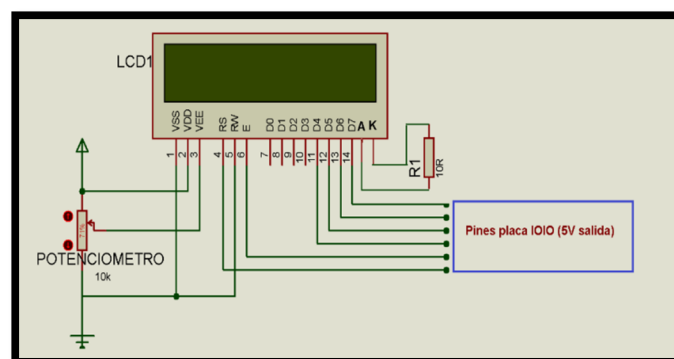 LCD1
VSS VDD VEE RS RW E D0 D1 D2 D3 D4 D5 D6 D7 A K
1 2 3 4 5 6 7 8 9 10 11 12 13 14
R1
10R
Pines placa IOIO (5V salida)
POTENCIOMETRO
10k